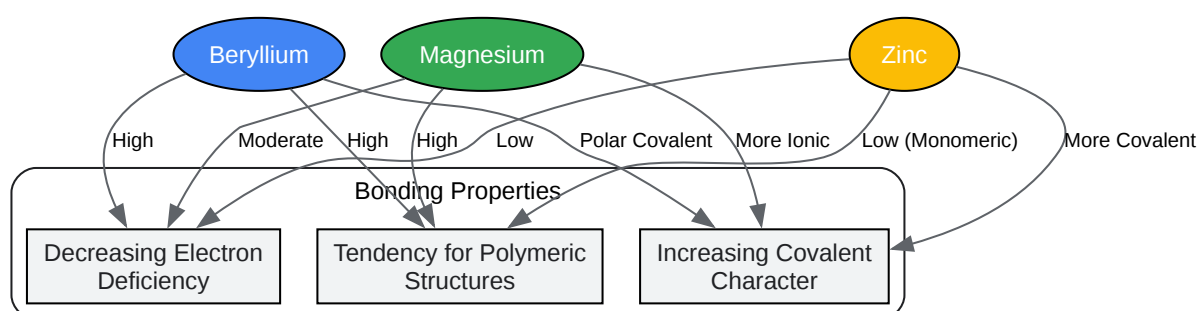 Beryllium
Magnesium
Zinc
High
Moderate
High
High
Low
Polar Covalent
More Ionic
Low (Monomeric)
More Covalent
Bonding Properties
Decreasing Electron
Deficiency
Tendency for Polymeric
Structures
Increasing Covalent
Character